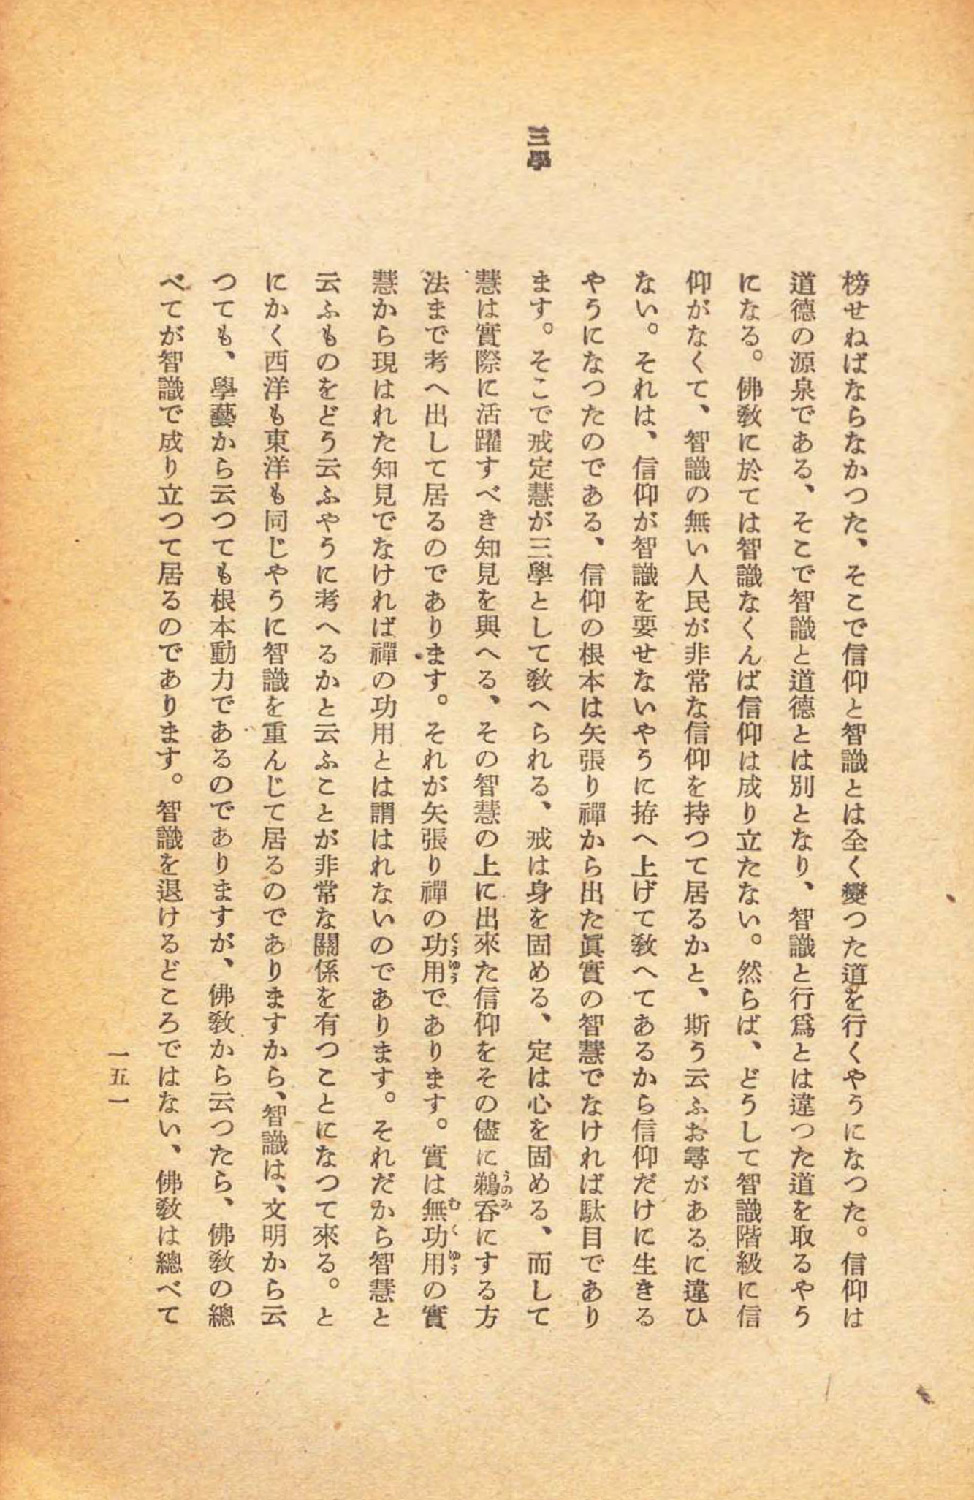 三學
榜せねばならなかつた、そこで信仰と智識とは全く變つた道を行くやうになつた。信仰は
道德の源泉である、そこで智識と道德とは別となり、智識と行爲とは違つた道を取るやう
になる。佛敎に於ては智識なくんば信仰は成り立たない。然らば、どうして智識階級に信
仰がなくて、智識の無い人民が非常な信仰を持つて居るかと、斯う云ふお尋があるに違ひ
ない。それは、信仰が智識を要せないやうに拵へ上げて敎へてあるから信仰だけに生きる
やうになつたのである、信仰の根本は矢張り禪から出た眞實の智慧でなければ駄目であり
ます。そこで戒定慧が三學として敎へられる、戒は身を固める、定は心を固める、而して
慧は實際に活躍すべき知見を與へる、その智慧の上に出來た信仰をその儘に鵜呑にする方
法まで考へ出して居るのであります。それが矢張り禪の功用であります。實は無功用の實
慧から現はれた知見でなければ禪の功用とは謂はれないのであります。それだから智慧と
云ふものをどう云ふやうに考へるかと云ふことが非常な關係を有つことになつて來る。と
にかく西洋も東洋も同じやうに智識を重んじて居るのでありますから、智識は、文明から云
つても、學藝から云つても根本動力であるのでありますが、佛敎から云つたら、佛敎の總
べてが智識で成り立つて居るのであります。智識を退けるどころではない、佛敎は總べて
一五一